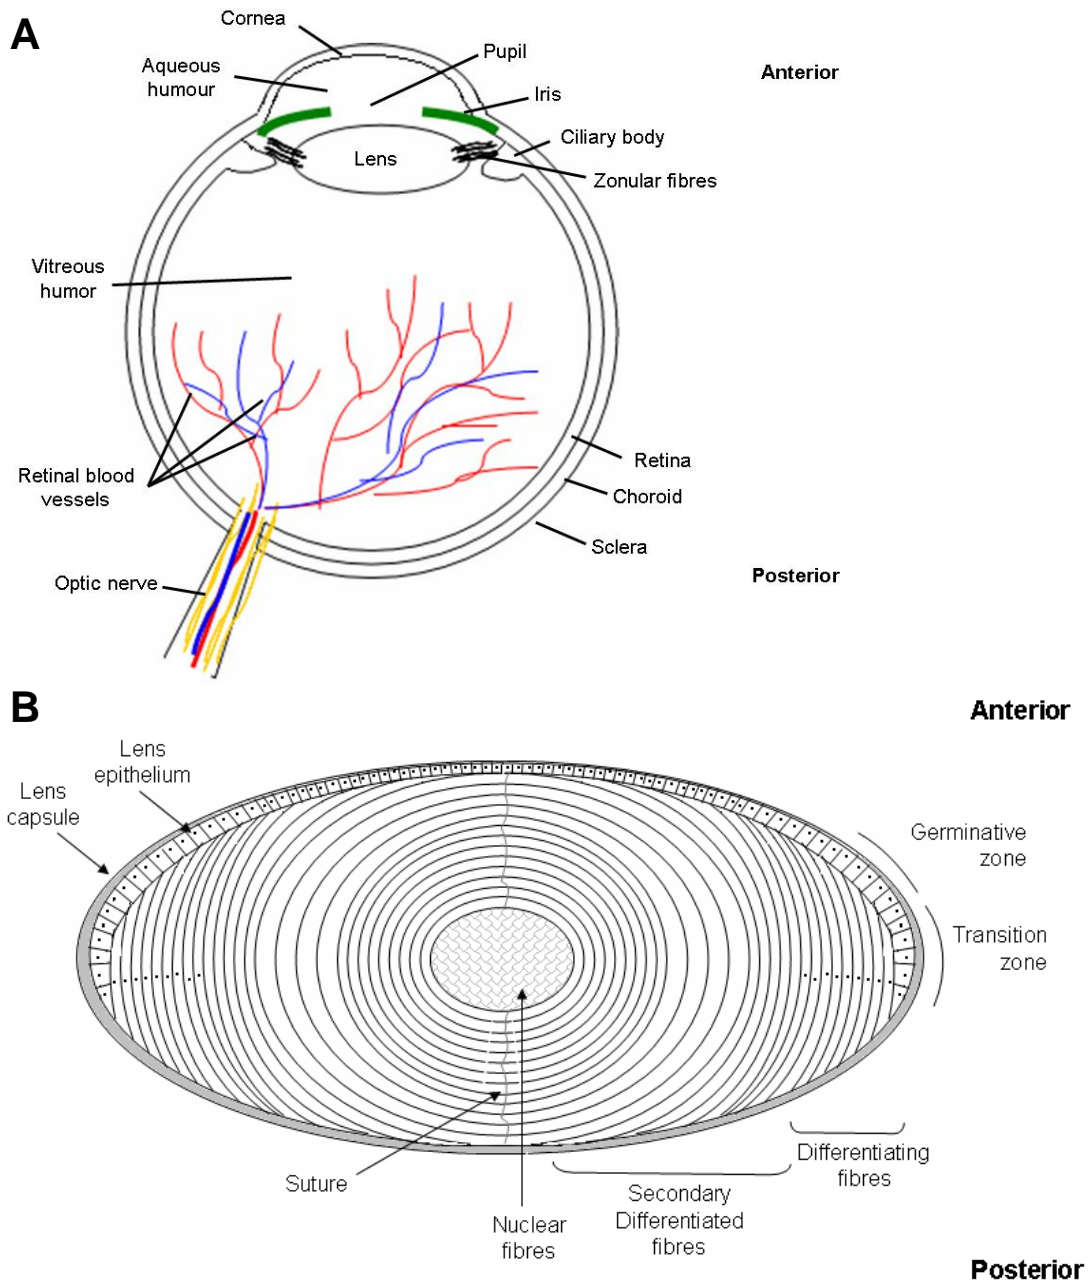 A
Cornea
Pupil
Aqueous
humour
Anterior
Iris
Ciliary body
Lens
Zonular fibres
Vitreous
humor
Retinal blood
vessels
Retina
Choroid
Sclera
Optic nerve
Posterior
B
Anterior
Lens
epithelium
Lens
capsule
Germinative
zone
Transition
zone
Suture
Nuclear
fibres
Secondary
Differentiated
fibres
Differentiating
fibres
Posterior